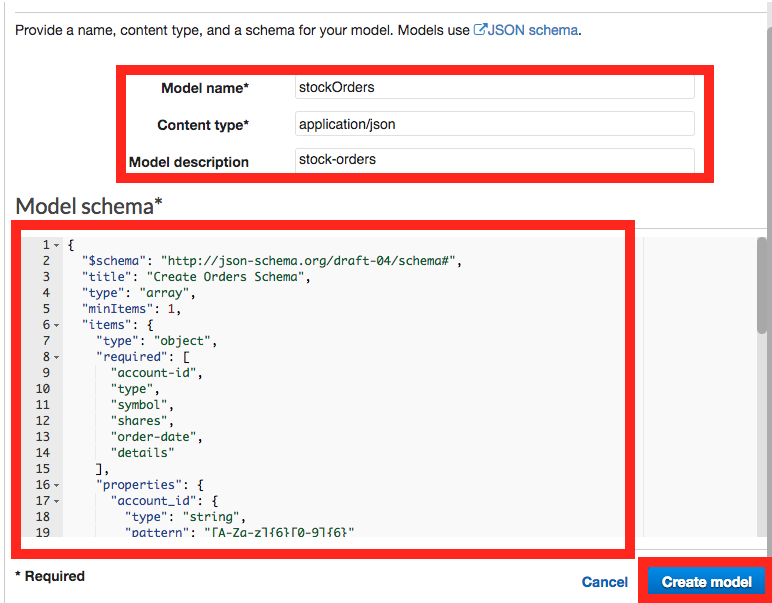 Provide a name, content type, and a schema for your model. Models use JSON schema.
Model name* stockOrders
Content type* application/json
Model description stock-orders
Model schema*
1 {
2 "$schema": "http://json-schema.org/draft-04/schema#",
3 "title": "Create Orders Schema",
4 "type": "array",
5 "minItems": 1,
6 "items": {
7 "type": "object",
8 "required": [
9 "account-id",
10 "type",
11 "symbol",
12 "shares",
13 "order-date",
14 "details"
15 ],
16 "properties": {
17 "account_id": {
18 "type": "string",
19 "pattern": "[A-Za-z]{6}[0-9]{6}"
* Required
Cancel Create model